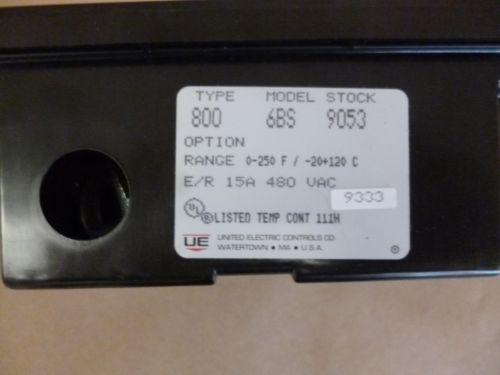 TYPE MODEL STOCK
800 6BS 9053
OPTION
RANGE 0-250 F / -20+120 C
E/R 15A 480 VAC
9333
UL ® LISTED TEMP CONT 111H
UE UNITED ELECTRIC CONTROLS CO.
WATERTOWN • MA • U.S.A.
®